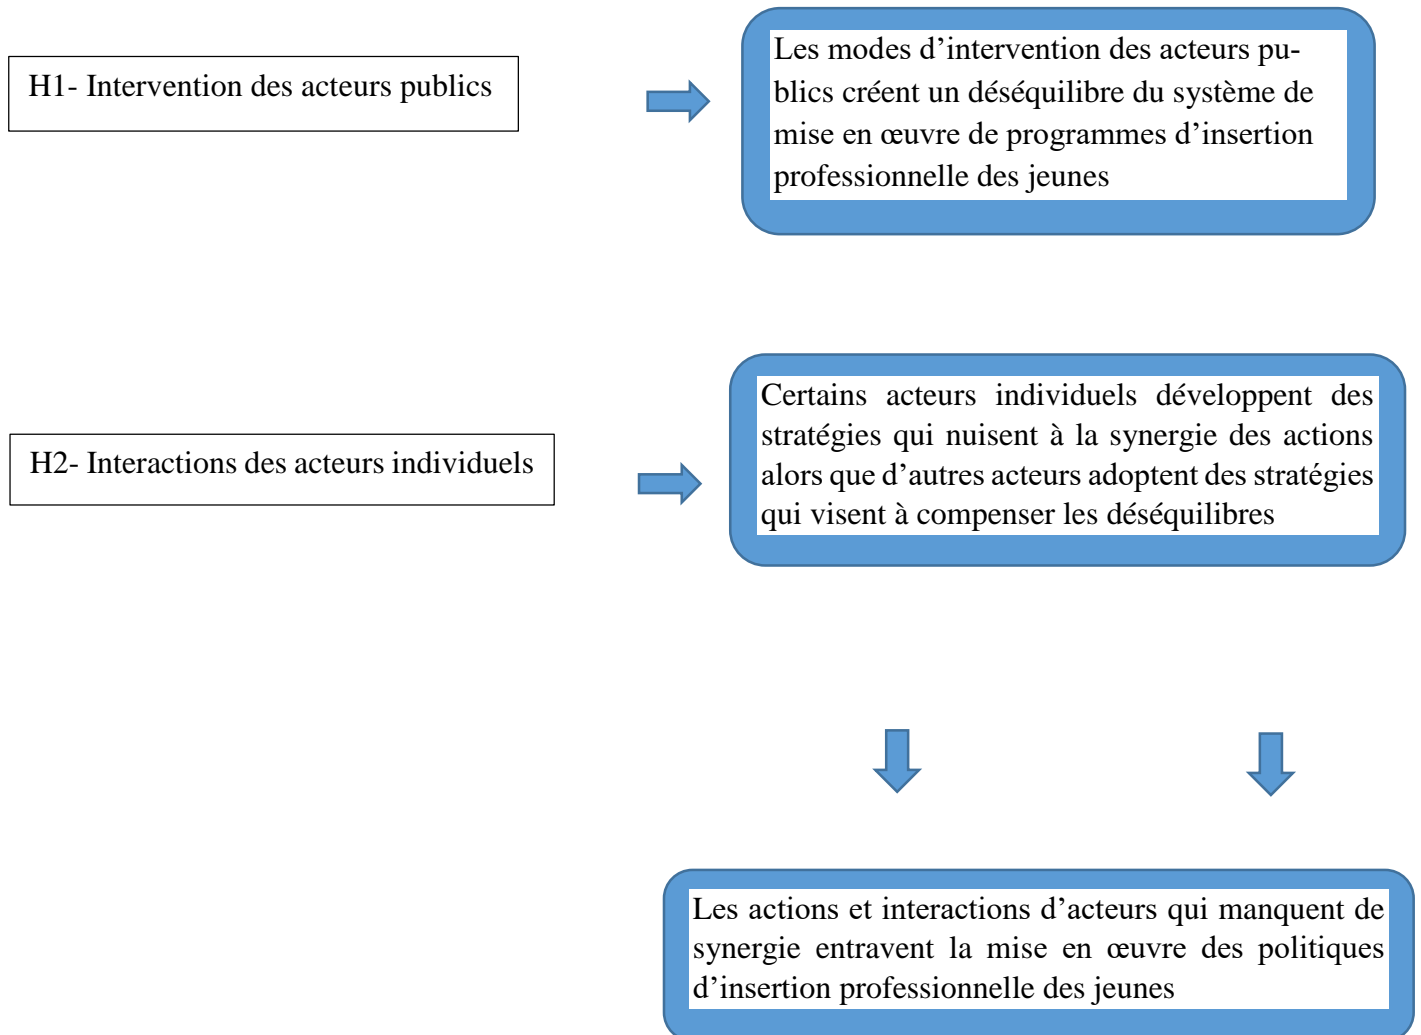 H1- Intervention des acteurs publics
Les modes d’intervention des acteurs pu-
blics créent un déséquilibre du système de
mise en œuvre de programmes d’insertion
professionnelle des jeunes
H2- Interactions des acteurs individuels
Certains acteurs individuels développent des
stratégies qui nuisent à la synergie des actions
alors que d’autres acteurs adoptent des stratégies
qui visent à compenser les déséquilibres
Les actions et interactions d’acteurs qui manquent de
synergie entravent la mise en œuvre des politiques
d’insertion professionnelle des jeunes